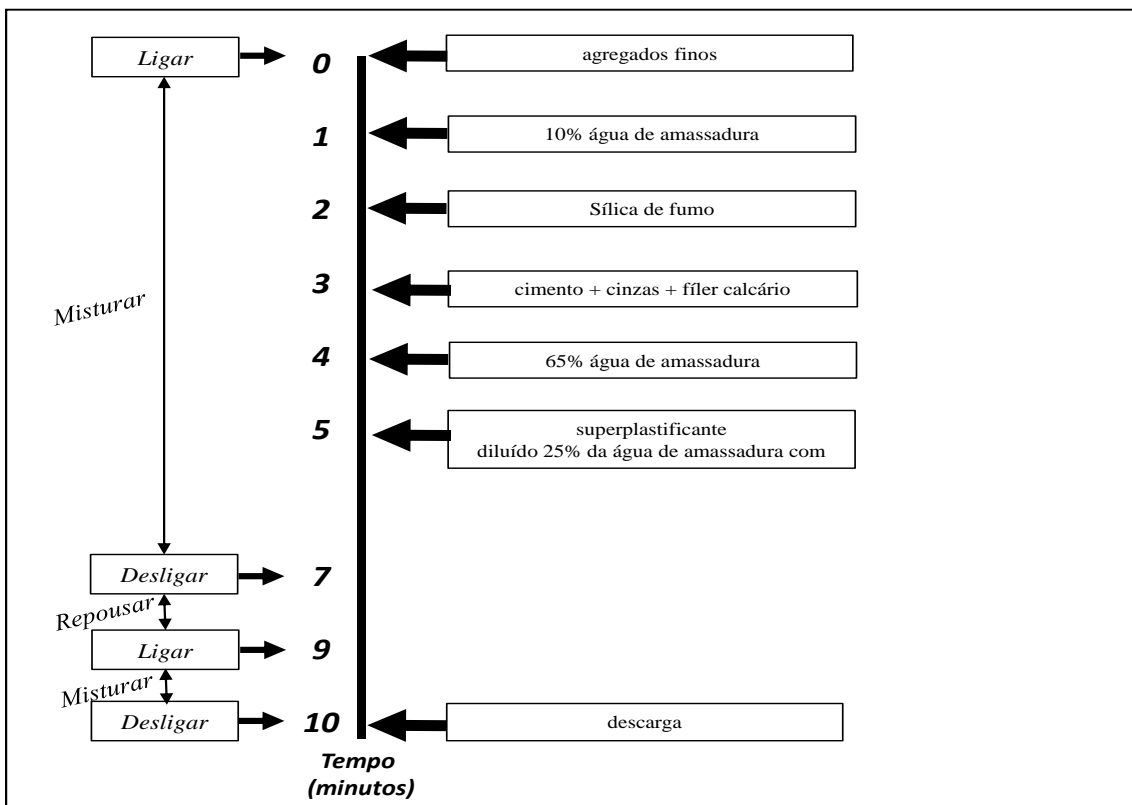 Ligar
0
agregados finos
1
10% água de amassadura
2
Sílica de fumo
3
cimento + cinzas + fíler calcário
Misturar
4
65% água de amassadura
5
superplastificante
diluído 25% da água de amassadura com
Desligar
7
Repousar
Ligar
9
Misturar
Desligar
10
descarga
Tempo
(minutos)